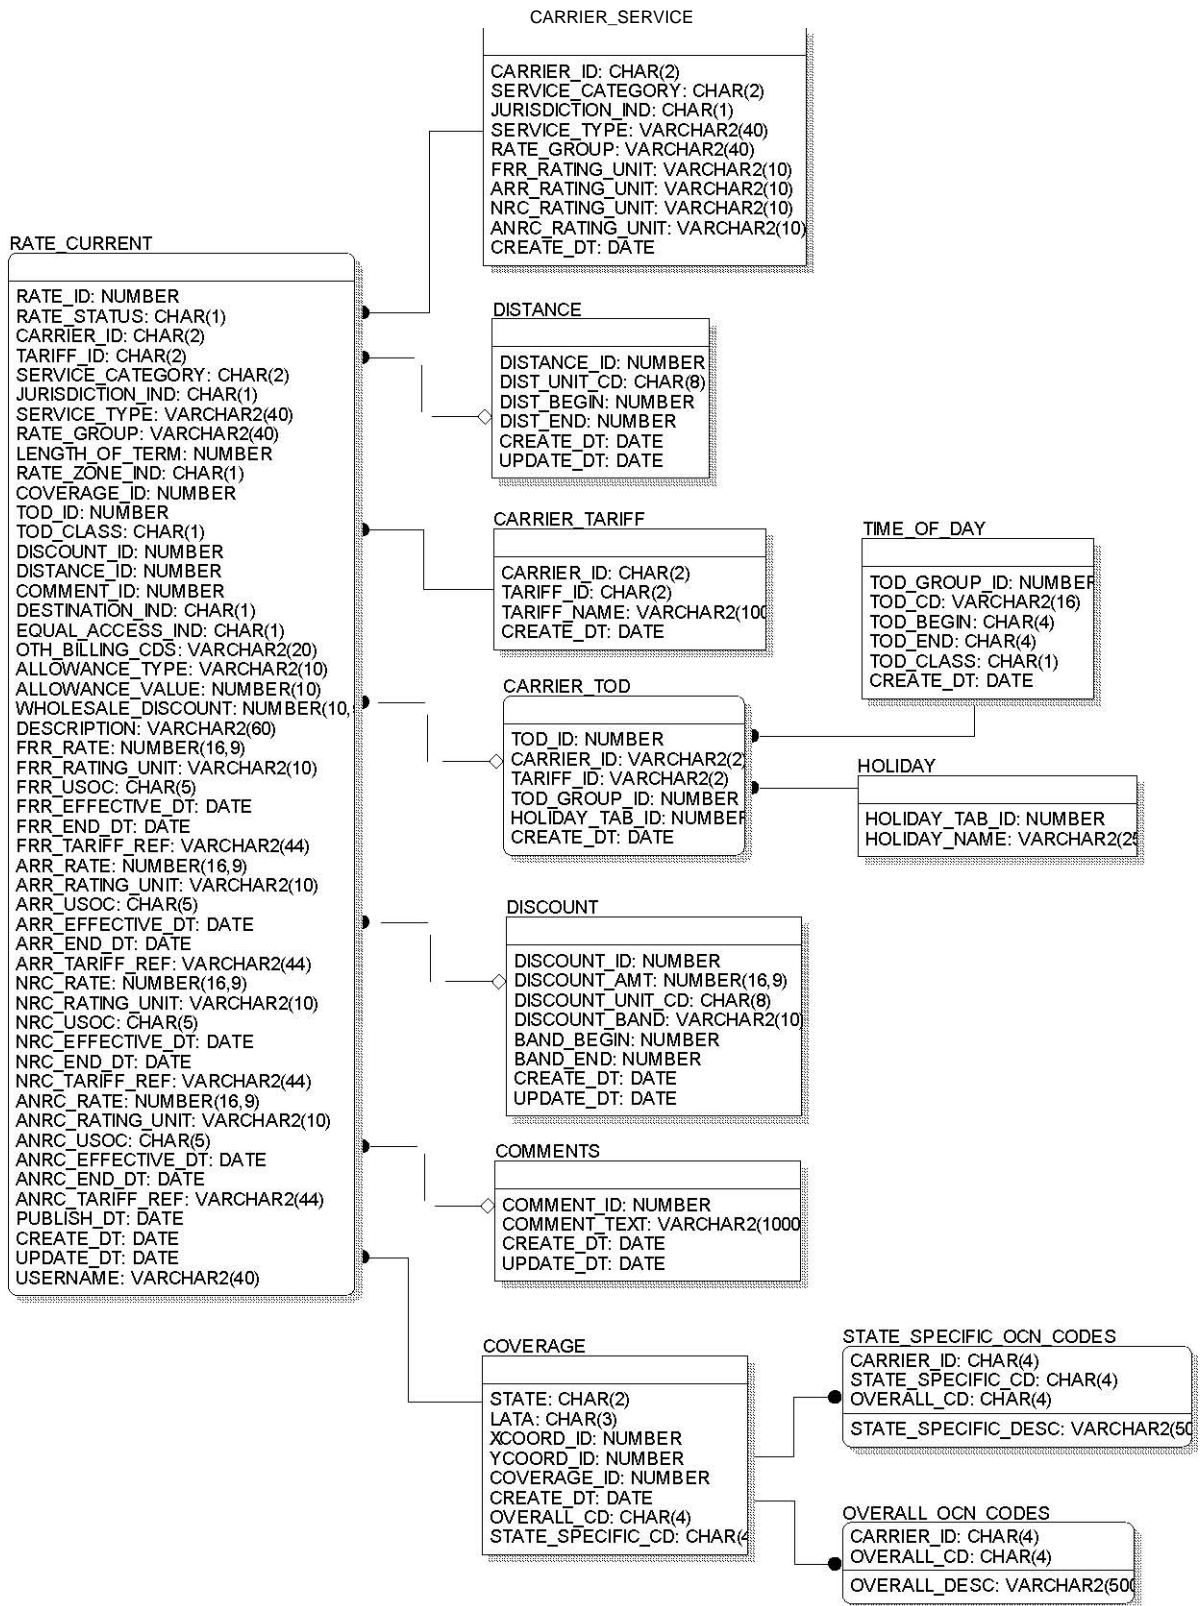 CARRIER_SERVICE
CARRIER_ID: CHAR(2)
SERVICE_CATEGORY: CHAR(2)
JURISDICTION_IND: CHAR(1)
SERVICE_TYPE: VARCHAR2(40)
RATE_GROUP: VARCHAR2(40)
FRR_RATING_UNIT: VARCHAR2(10)
ARR_RATING_UNIT: VARCHAR2(10)
NRC_RATING_UNIT: VARCHAR2(10)
ANRC_RATING_UNIT: VARCHAR2(10)
CREATE_DT: DATE
RATE_CURRENT
RATE_ID: NUMBER
RATE_STATUS: CHAR(1)
CARRIER_ID: CHAR(2)
TARIFF_ID: CHAR(2)
SERVICE_CATEGORY: CHAR(2)
JURISDICTION_IND: CHAR(1)
SERVICE_TYPE: VARCHAR2(40)
RATE_GROUP: VARCHAR2(40)
LENGTH_OF_TERM: NUMBER
RATE_ZONE_IND: CHAR(1)
COVERAGE_ID: NUMBER
TOD_ID: NUMBER
TOD_CLASS: CHAR(1)
DISCOUNT_ID: NUMBER
DISTANCE_ID: NUMBER
COMMENT_ID: NUMBER
DESTINATION_IND: CHAR(1)
EQUAL_ACCESS_IND: CHAR(1)
OTH_BILLING_CDS: VARCHAR2(20)
ALLOWANCE_TYPE: VARCHAR2(10)
ALLOWANCE_VALUE: NUMBER(10)
WHOLESALE_DISCOUNT: NUMBER(10,
DESCRIPTION: VARCHAR2(60)
FRR_RATE: NUMBER(16,9)
FRR_RATING_UNIT: VARCHAR2(10)
FRR_USOC: CHAR(5)
FRR_EFFECTIVE_DT: DATE
FRR_END_DT: DATE
FRR_TARIFF_REF: VARCHAR2(44)
ARR_RATE: NUMBER(16,9)
ARR_RATING_UNIT: VARCHAR2(10)
ARR_USOC: CHAR(5)
ARR_EFFECTIVE_DT: DATE
ARR_END_DT: DATE
ARR_TARIFF_REF: VARCHAR2(44)
NRC_RATE: NUMBER(16,9)
NRC_RATING_UNIT: VARCHAR2(10)
NRC_USOC: CHAR(5)
NRC_EFFECTIVE_DT: DATE
NRC_END_DT: DATE
NRC_TARIFF_REF: VARCHAR2(44)
ANRC_RATE: NUMBER(16,9)
ANRC_RATING_UNIT: VARCHAR2(10)
ANRC_USOC: CHAR(5)
ANRC_EFFECTIVE_DT: DATE
ANRC_END_DT: DATE
ANRC_TARIFF_REF: VARCHAR2(44)
PUBLISH_DT: DATE
CREATE_DT: DATE
UPDATE_DT: DATE
USERNAME: VARCHAR2(40)
DISTANCE
DISTANCE_ID: NUMBER
DIST_UNIT_CD: CHAR(8)
DIST_BEGIN: NUMBER
DIST_END: NUMBER
CREATE_DT: DATE
UPDATE_DT: DATE
CARRIER_TARIFF
CARRIER_ID: CHAR(2)
TARIFF_ID: CHAR(2)
TARIFF_NAME: VARCHAR2(100
CREATE_DT: DATE
TIME_OF_DAY
TOD_GROUP_ID: NUMBER
TOD_CD: VARCHAR2(16)
TOD_BEGIN: CHAR(4)
TOD_END: CHAR(4)
TOD_CLASS: CHAR(1)
CREATE_DT: DATE
CARRIER_TOD
TOD_ID: NUMBER
CARRIER_ID: VARCHAR2(2)
TARIFF_ID: VARCHAR2(2)
TOD_GROUP_ID: NUMBER
HOLIDAY_TAB_ID: NUMBER
CREATE_DT: DATE
HOLIDAY
HOLIDAY_TAB_ID: NUMBER
HOLIDAY_NAME: VARCHAR2(25
DISCOUNT
DISCOUNT_ID: NUMBER
DISCOUNT_AMT: NUMBER(16,9)
DISCOUNT_UNIT_CD: CHAR(8)
DISCOUNT_BAND: VARCHAR2(10)
BAND_BEGIN: NUMBER
BAND_END: NUMBER
CREATE_DT: DATE
UPDATE_DT: DATE
COMMENTS
COMMENT_ID: NUMBER
COMMENT_TEXT: VARCHAR2(1000
CREATE_DT: DATE
UPDATE_DT: DATE
COVERAGE
STATE: CHAR(2)
LATA: CHAR(3)
XCOORD_ID: NUMBER
YCOORD_ID: NUMBER
COVERAGE_ID: NUMBER
CREATE_DT: DATE
OVERALL_CD: CHAR(4)
STATE_SPECIFIC_CD: CHAR(4
STATE_SPECIFIC_OCN_CODES
CARRIER_ID: CHAR(4)
STATE_SPECIFIC_CD: CHAR(4)
OVERALL_CD: CHAR(4)
STATE_SPECIFIC_DESC: VARCHAR2(50
OVERALL_OCN_CODES
CARRIER_ID: CHAR(4)
OVERALL_CD: CHAR(4)
OVERALL_DESC: VARCHAR2(500